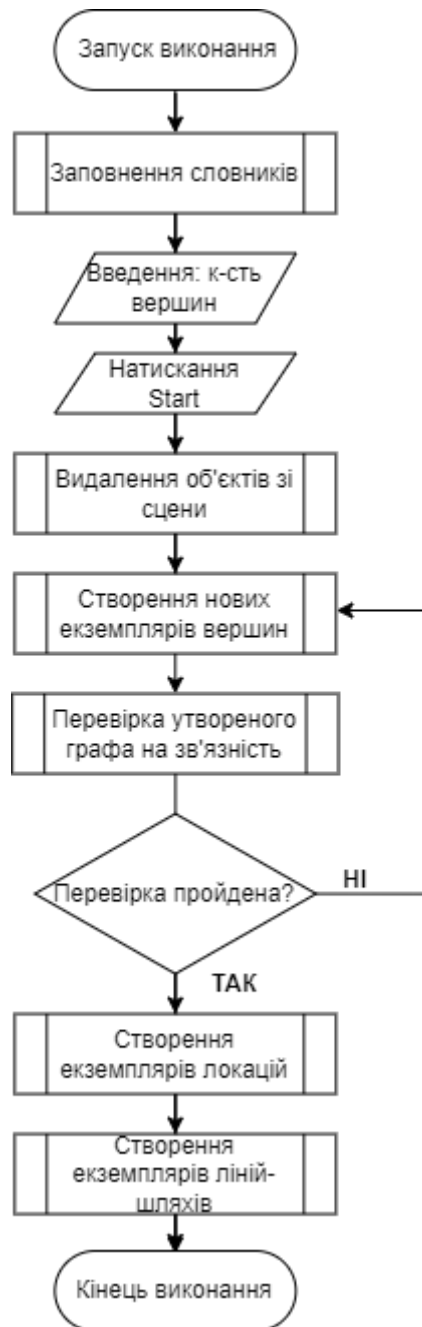 Запуск виконання
Заповнення словників
Введення: к-сть
вершин
Натискання
Start
Видалення об'єктів зі
сцени
Створення нових
екземплярів вершин
Перевірка утвореного
графа на зв'язність
Перевірка пройдена?
НІ
ТАК
Створення
екземплярів локацій
Створення
екземплярів ліній-
шляхів
Кінець виконання